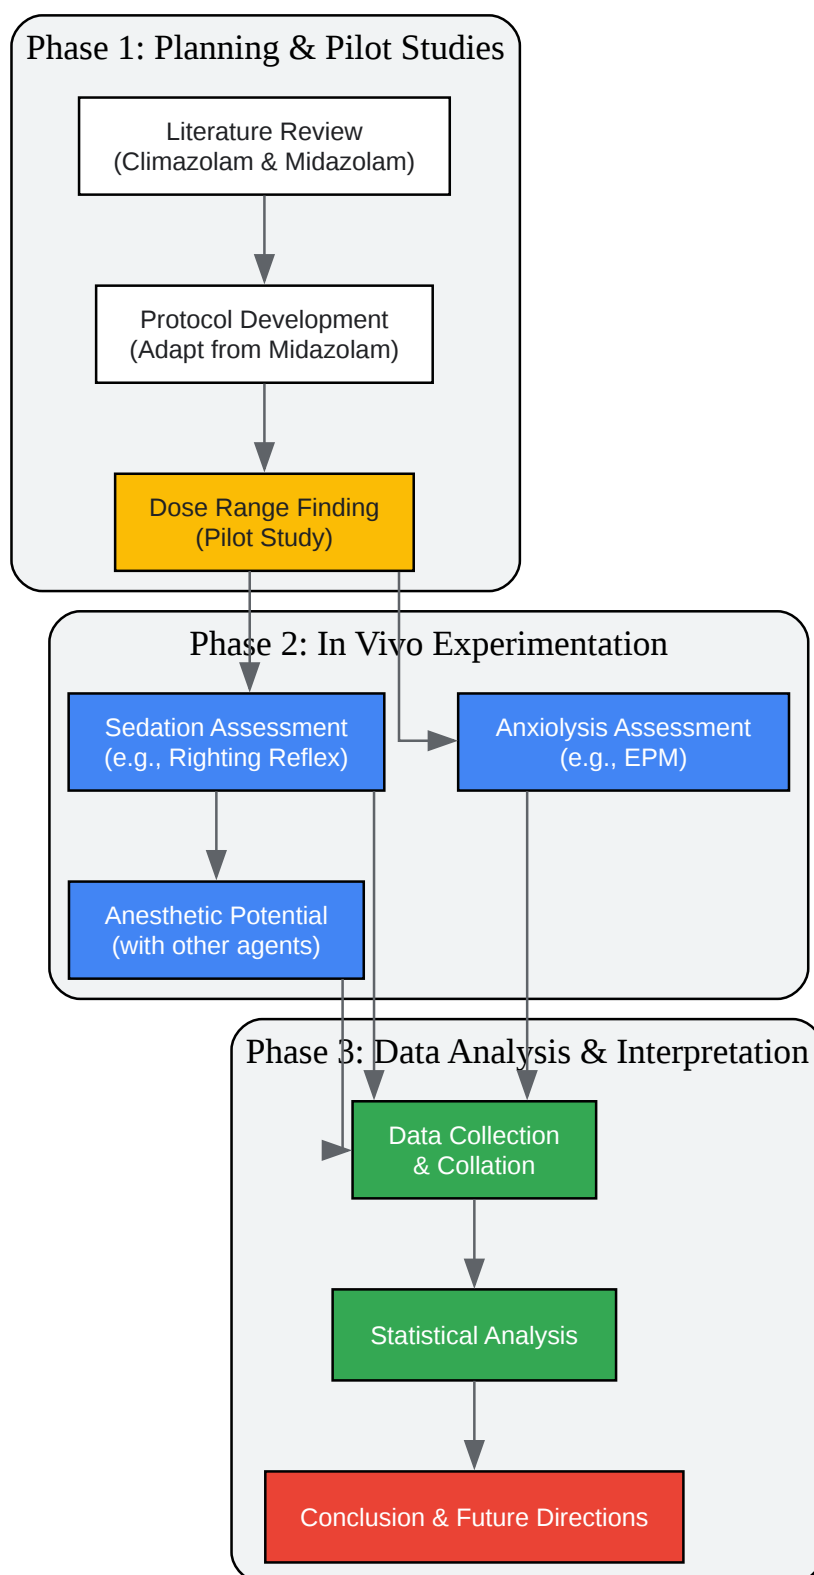 Phase 1: Planning & Pilot Studies
Literature Review
(Climazolam & Midazolam)
Protocol Development
(Adapt from Midazolam)
Dose Range Finding
(Pilot Study)
Phase 2: In Vivo Experimentation
Sedation Assessment
(e.g., Righting Reflex)
Anxiolysis Assessment
(e.g., EPM)
Anesthetic Potential
(with other agents)
Phase 3: Data Analysis & Interpretation
Data Collection
& Collation
Statistical Analysis
Conclusion & Future Directions